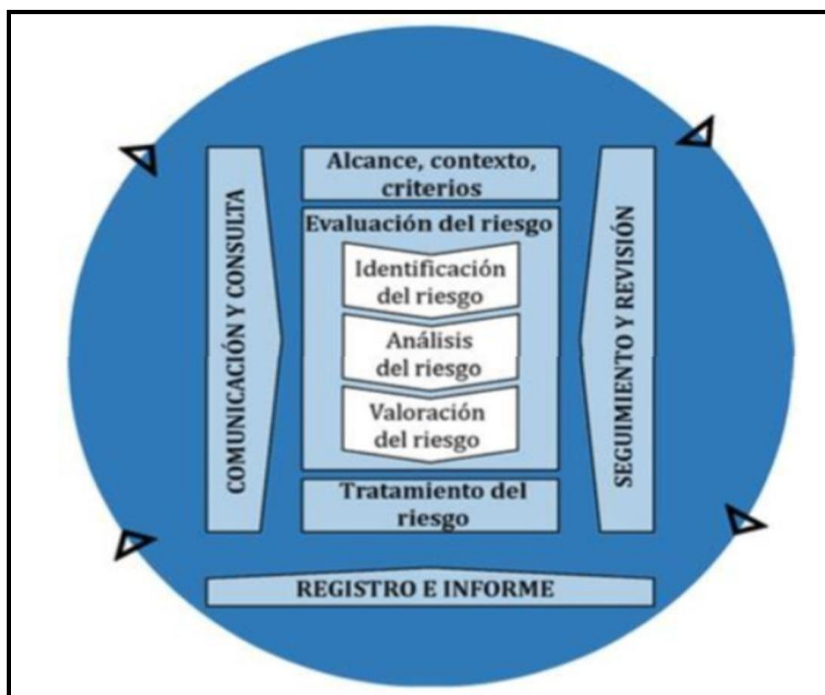 Alcance, contexto,
criterios
Evaluación del riesgo
Identificación
del riesgo
Análisis
del riesgo
Valoración
del riesgo
Tratamiento del
riesgo
COMUNICACIÓN Y CONSULTA
SEGUIMIENTO Y REVISIÓN
REGISTRO E INFORME